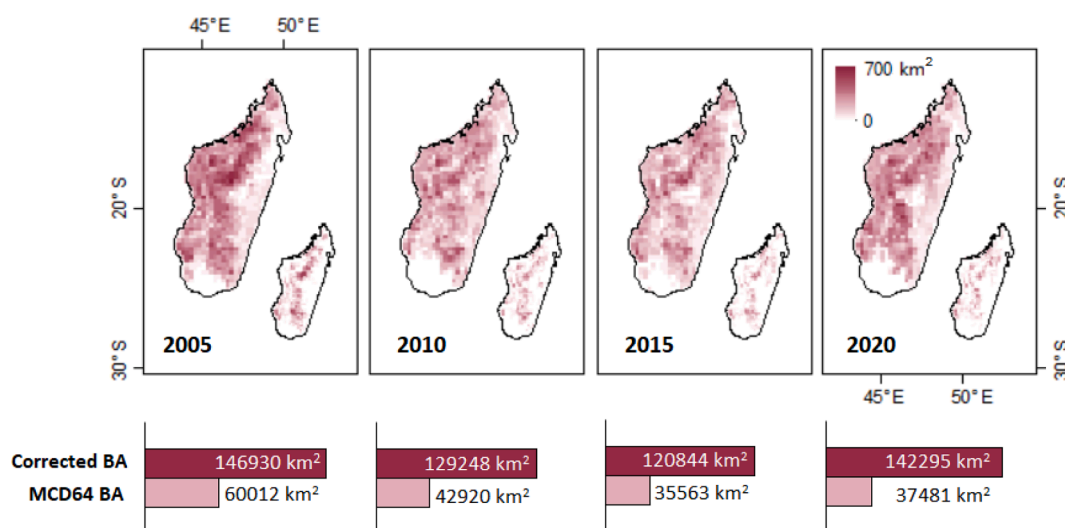 45°E 50°E
700 km²
0
20°S
20°S
2005 2010 2015 2020
30°S
30°S
45°E 50°E
Corrected BA 146930 km² 129248 km² 120844 km² 142295 km²
MCD64 BA 60012 km² 42920 km² 35563 km² 37481 km²